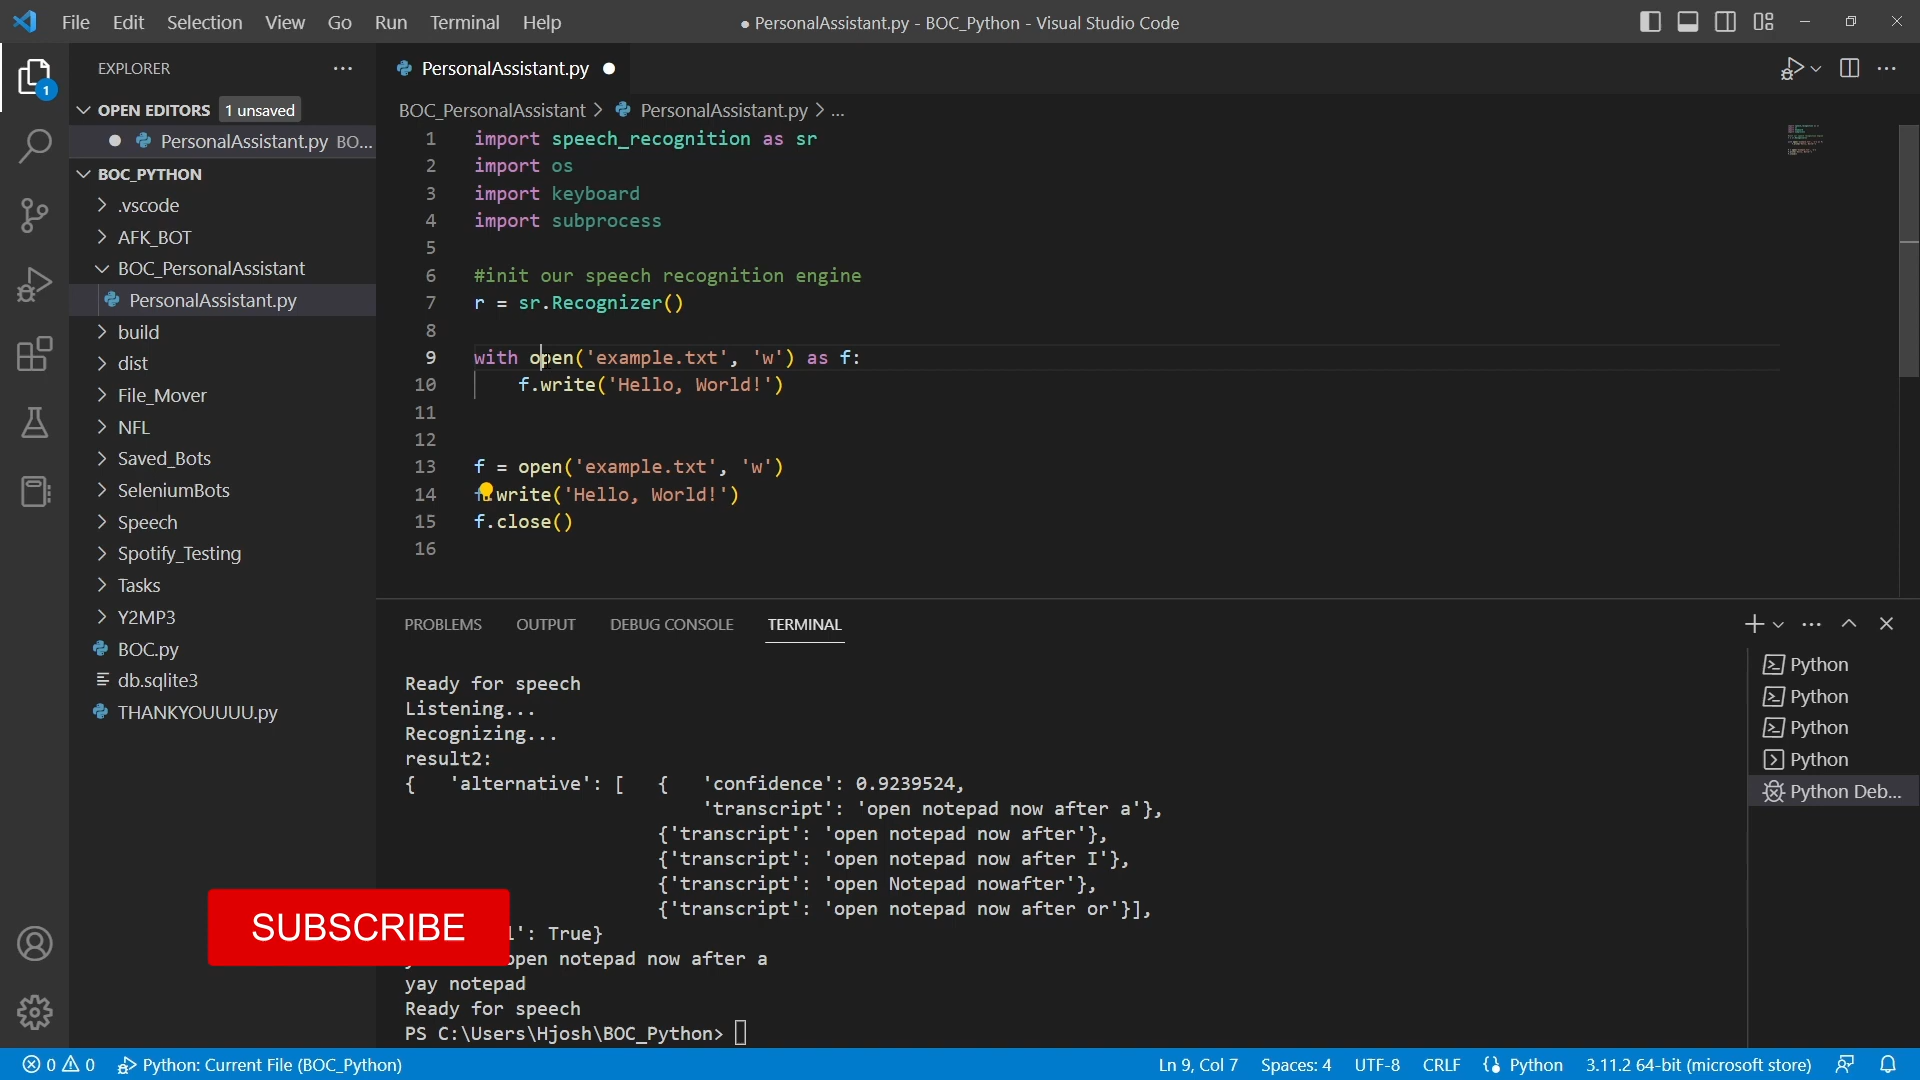 File Edit Selection View Go Run Terminal Help
● PersonalAssistant.py - BOC_Python - Visual Studio Code
1
EXPLORER
OPEN EDITORS 1 unsaved
PersonalAssistant.py BO...
BOC_PYTHON
.vscode
AFK_BOT
BOC_PersonalAssistant
PersonalAssistant.py
build
dist
File_Mover
NFL
Saved_Bots
SeleniumBots
Speech
Spotify_Testing
Tasks
Y2MP3
BOC.py
db.sqlite3
THANKYOUUUU.py
PersonalAssistant.py
BOC_PersonalAssistant > PersonalAssistant.py > ...
1 import speech_recognition as sr
2 import os
3 import keyboard
4 import subprocess
5
6 #init our speech recognition engine
7 r = sr.Recognizer()
8
9 with open('example.txt', 'w') as f:
10 f.write('Hello, World!')
11
12
13 f = open('example.txt', 'w')
14 f.write('Hello, World!')
15 f.close()
16
PROBLEMS OUTPUT DEBUG CONSOLE TERMINAL
Ready for speech
Listening...
Recognizing...
result2:
{ 'alternative': [ { 'confidence': 0.9239524,
'transcript': 'open notepad now after a'},
{'transcript': 'open notepad now after'},
{'transcript': 'open notepad now after I'},
{'transcript': 'open Notepad nowafter'},
{'transcript': 'open notepad now after or'}],
l': True}
open notepad now after a
yay notepad
Ready for speech
PS C:\Users\Hjosh\BOC_Python>
Python
Python
Python
Python
Python Deb...
SUBSCRIBE
0 0 Python: Current File (BOC_Python)
Ln 9, Col 7 Spaces: 4 UTF-8 CRLF {} Python 3.11.2 64-bit (microsoft store)